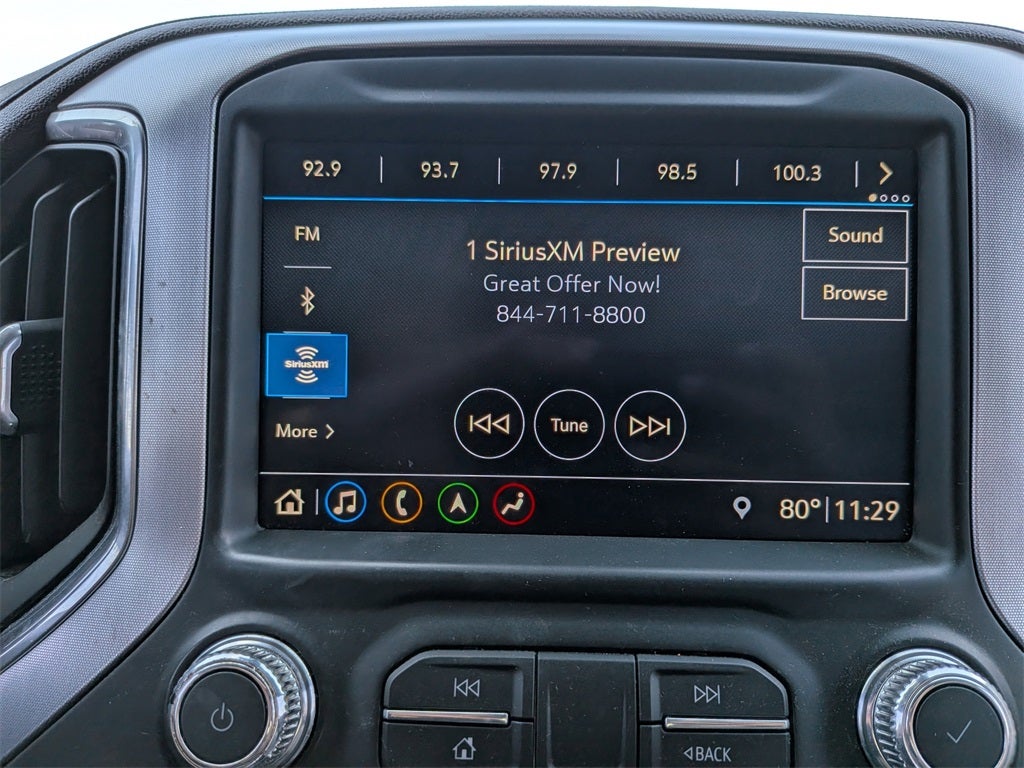 92.9 | 93.7 | 97.9 | 98.5 | 100.3
FM
1 SiriusXM Preview
Great Offer Now!
844-711-8800
Sound
Browse
SiriusXM
More
Tune
80° | 11:29
BACK